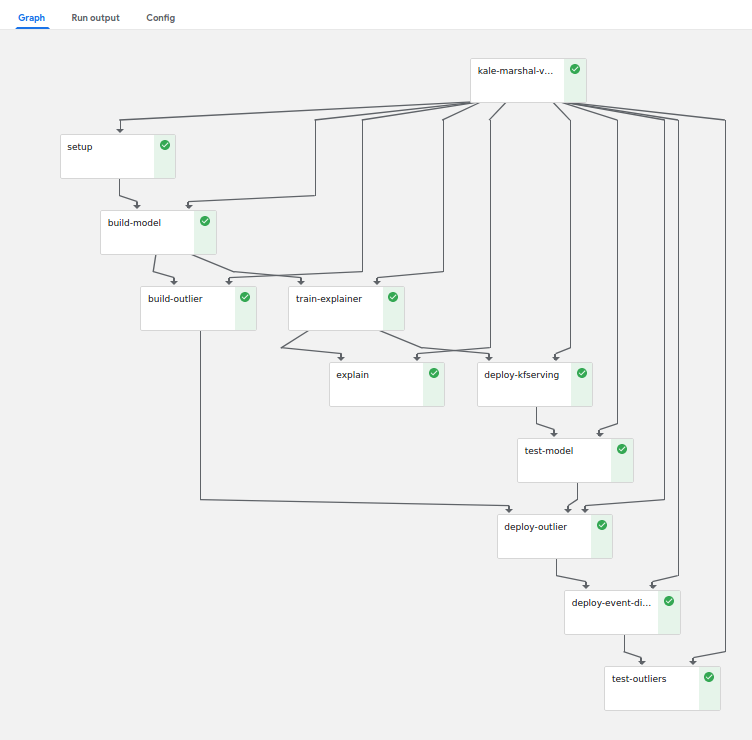 Graph Run output Config
kale-marshal-v...
setup
build-model
build-outlier train-explainer
explain deploy-kfserving
test-model
deploy-outlier
deploy-event-di...
test-outliers